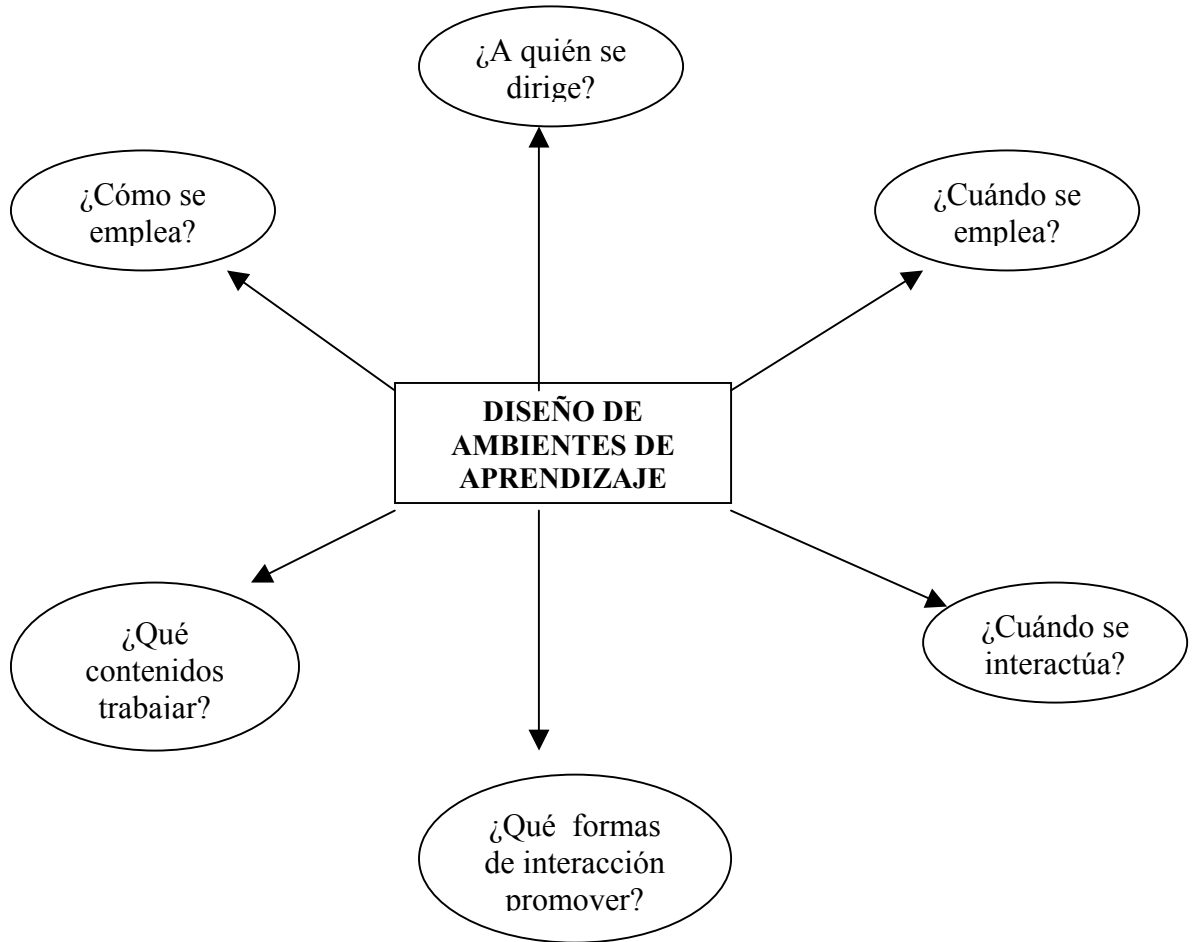 ¿A quién se
dirige?
¿Cómo se
emplea?
¿Cuándo se
emplea?
DISEÑO DE
AMBIENTES DE
APRENDIZAJE
¿Qué
contenidos
trabajar?
¿Cuándo se
interactúa?
¿Qué formas
de interacción
promover?